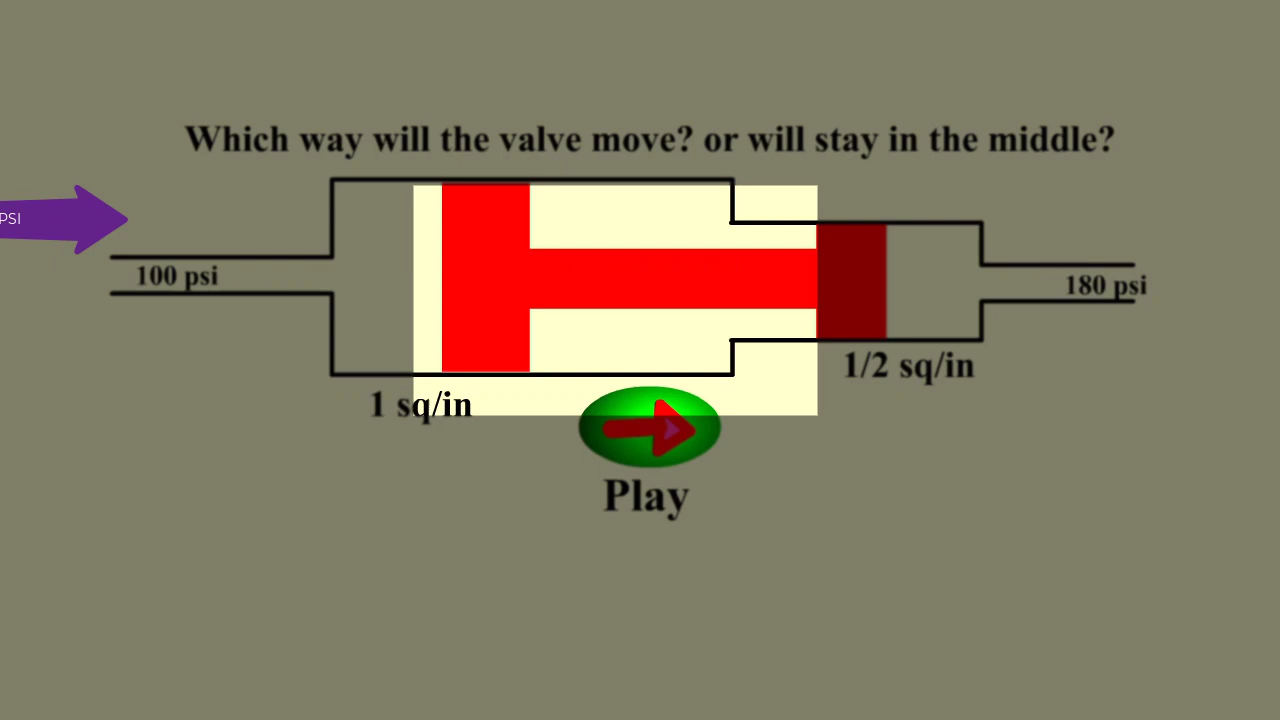 Which way will the valve move? or will stay in the middle?
PSI
100 psi
180 psi
1/2 sq/in
1 sq/in
Play